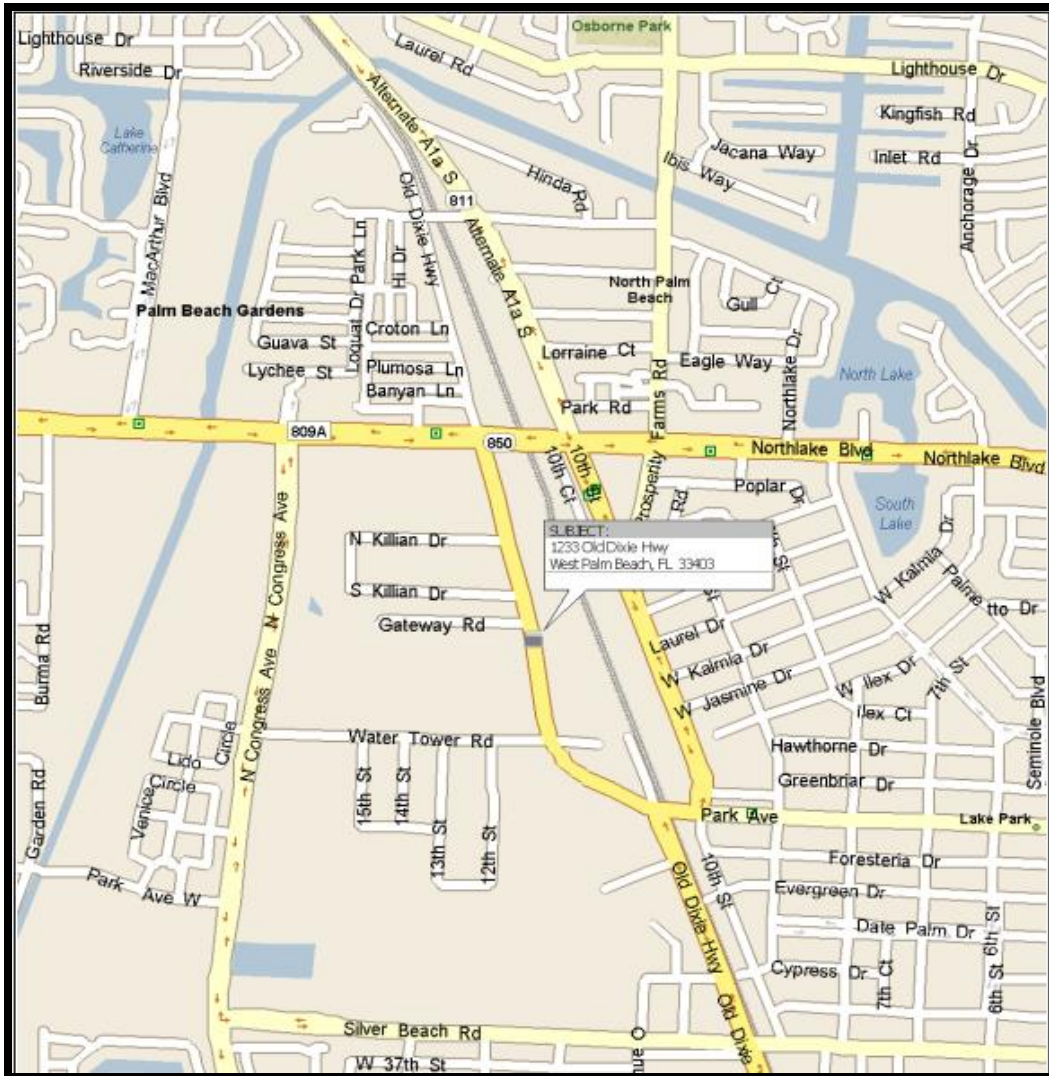 Osborne Park
Lighthouse Dr
Laurel Rd
Riverside Dr
Lighthouse Dr
Alternate A1a S
Kingfish Rd
Lake
Catherine
Jacana Way
Inlet Rd
Ibis Way
Hinda Rd
Old Dixie Hwy
811
Anchorage Dr
MacArthur Blvd
Park Ln
Hi Dr
Alternate A1a S
North Palm
Beach
Gull Ct
Palm Beach Gardens
Loquat Dr
Croton Ln
Guava St
Lorraine Ct
Eagle Way
Northlake Dr
Lychee St
Plumosa Ln
North Lake
Banyan Ln
Park Rd
Prosperity Farms Rd
809A
850
Northlake Blvd
Northlake Blvd
10th Ct
10th St
Poplar Dr
Rd
South
Lake
N Congress Ave
SUBJECT:
1233 Old Dixie Hwy
West Palm Beach, FL 33403
N Killian Dr
St
W Kalmia Dr
S Killian Dr
Palmetto Dr
Gateway Rd
Laurel Dr
Burma Rd
N Congress Ave
W Kalmia Dr
W Ilex Dr
7th St
W Jasmine Dr
Ilex Ct
Seminole Blvd
Water Tower Rd
Hawthorne Dr
Lido Circle
Greenbriar Dr
Venice Circle
15th St
14th St
13th St
12th St
Garden Rd
Park Ave
Lake Park
Foresteria Dr
Park Ave W
10th St
Evergreen Dr
Old Dixie Hwy
Date Palm Dr
6th St
Cypress Dr
7th Ct
6th St
Old Dixie
Silver Beach Rd
nue O
W 37th St